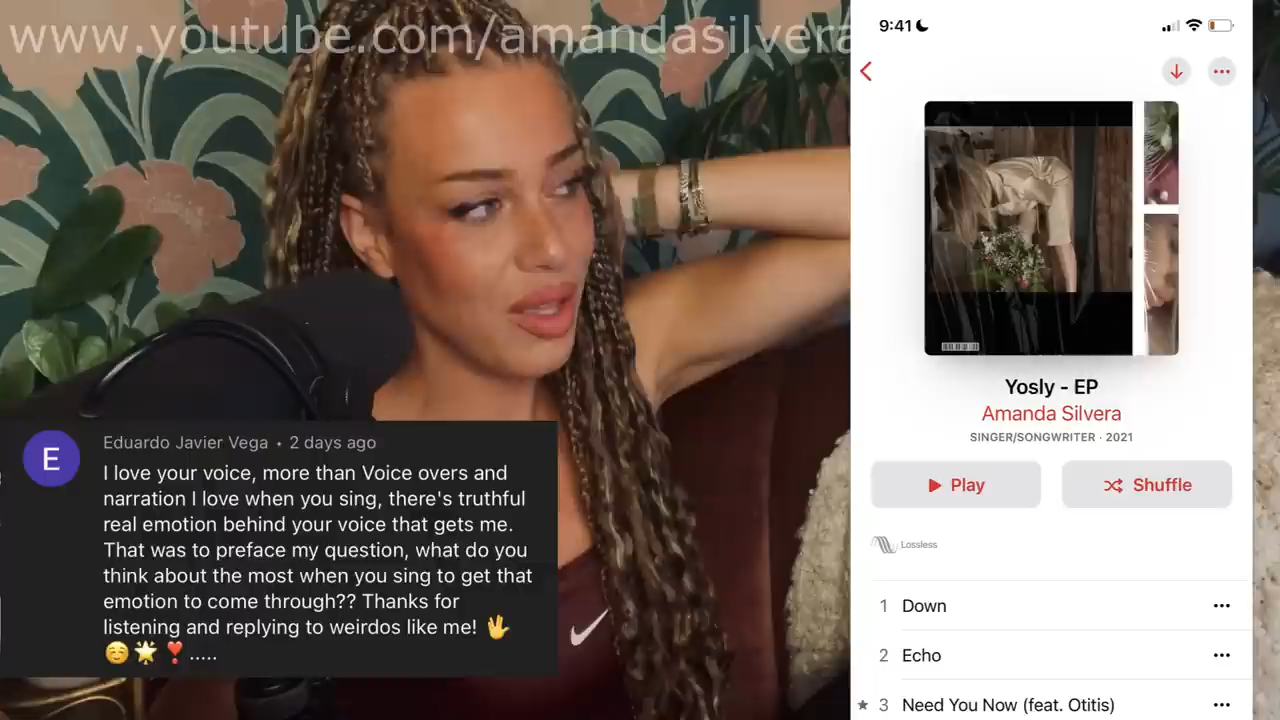 www.youtube.com/amandasilvera
9:41
Yosly - EP
Amanda Silvera
SINGER/SONGWRITER · 2021
Play
Shuffle
Lossless
1 Down
2 Echo
3 Need You Now (feat. Otitis)
E
Eduardo Javier Vega • 2 days ago
I love your voice, more than Voice overs and
narration I love when you sing, there's truthful
real emotion behind your voice that gets me.
That was to preface my question, what do you
think about the most when you sing to get that
emotion to come through?? Thanks for
listening and replying to weirdos like me! 🖖
☺️🌟❣️.....